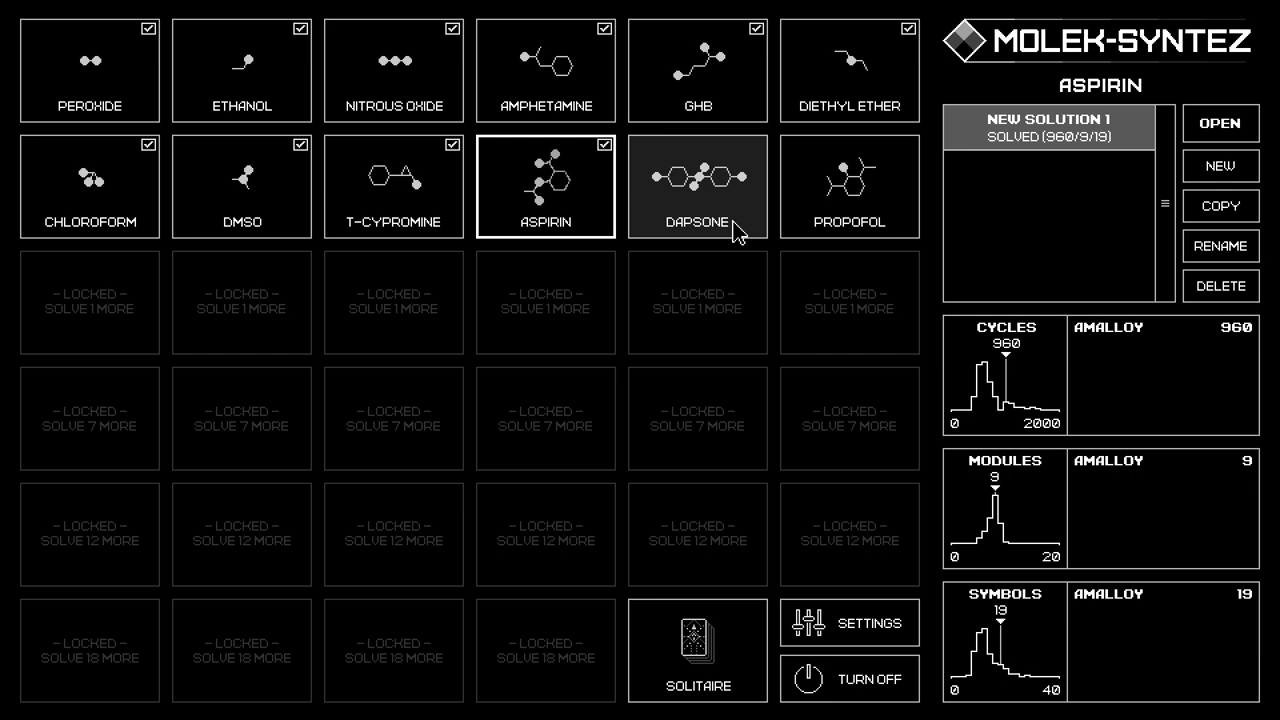 PEROXIDE
ETHANOL
NITROUS OXIDE
AMPHETAMINE
GHB
DIETHYL ETHER
CHLOROFORM
DMSO
T-CYPROMINE
ASPIRIN
DAPSONE
PROPOFOL
– LOCKED –
SOLVE 1 MORE
– LOCKED –
SOLVE 1 MORE
– LOCKED –
SOLVE 1 MORE
– LOCKED –
SOLVE 1 MORE
– LOCKED –
SOLVE 1 MORE
– LOCKED –
SOLVE 1 MORE
– LOCKED –
SOLVE 7 MORE
– LOCKED –
SOLVE 7 MORE
– LOCKED –
SOLVE 7 MORE
– LOCKED –
SOLVE 7 MORE
– LOCKED –
SOLVE 7 MORE
– LOCKED –
SOLVE 7 MORE
– LOCKED –
SOLVE 12 MORE
– LOCKED –
SOLVE 12 MORE
– LOCKED –
SOLVE 12 MORE
– LOCKED –
SOLVE 12 MORE
– LOCKED –
SOLVE 12 MORE
– LOCKED –
SOLVE 12 MORE
– LOCKED –
SOLVE 18 MORE
– LOCKED –
SOLVE 18 MORE
– LOCKED –
SOLVE 18 MORE
– LOCKED –
SOLVE 18 MORE
SOLITAIRE
SETTINGS
TURN OFF
MOLEK-SYNTEZ
ASPIRIN
NEW SOLUTION 1
SOLVED (960/9/19)
OPEN
NEW
COPY
RENAME
DELETE
CYCLES
960
0 2000
AMALLOY 960
MODULES
9
0 20
AMALLOY 9
SYMBOLS
19
0 40
AMALLOY 19